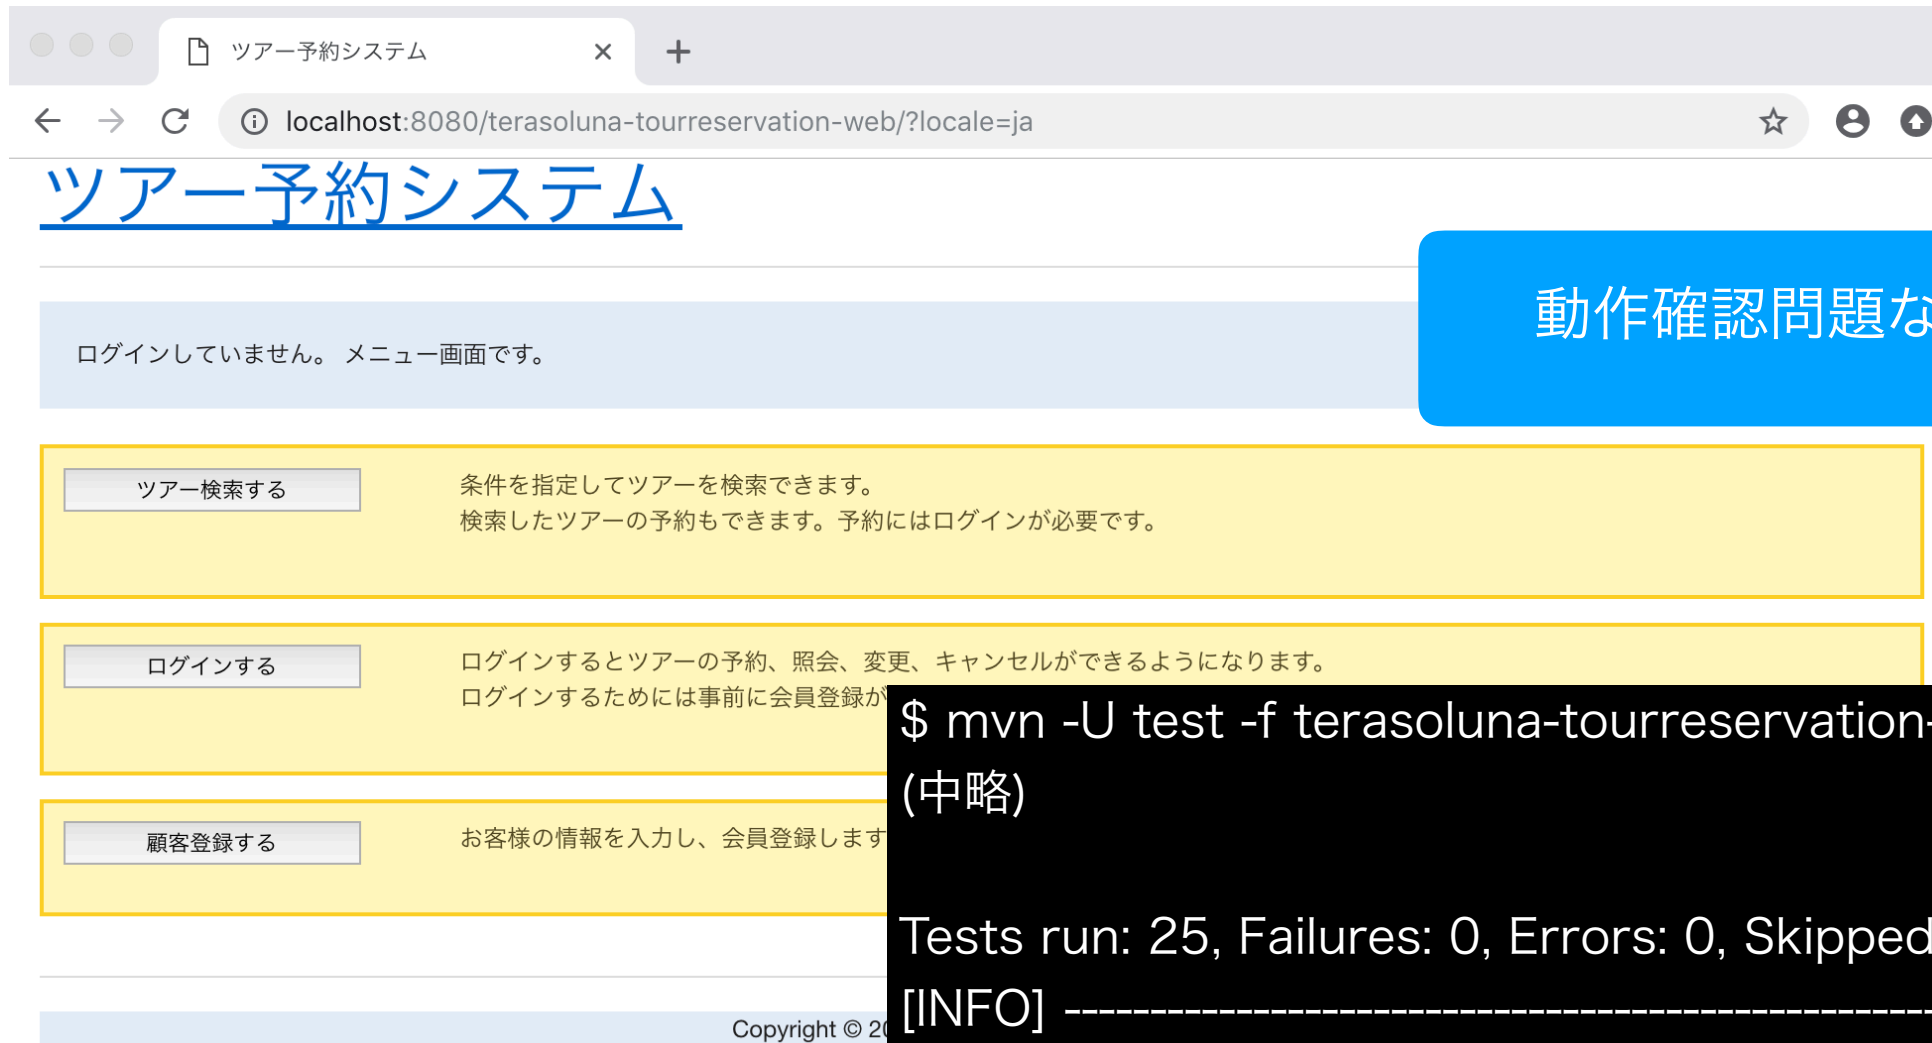 ツアー予約システム
localhost:8080/terasoluna-tourreservation-web/?locale=ja
ツアー予約システム
動作確認問題な
ログインしていません。 メニュー画面です。
ツアー検索する
条件を指定してツアーを検索できます。
検索したツアーの予約もできます。予約にはログインが必要です。
ログインする
ログインするとツアーの予約、照会、変更、キャンセルができるようになります。
ログインするためには事前に会員登録が
顧客登録する
お客様の情報を入力し、会員登録します
$ mvn -U test -f terasoluna-tourreservation-
(中略)
Tests run: 25, Failures: 0, Errors: 0, Skipped
[INFO] ------------------------------------------------
Copyright © 20